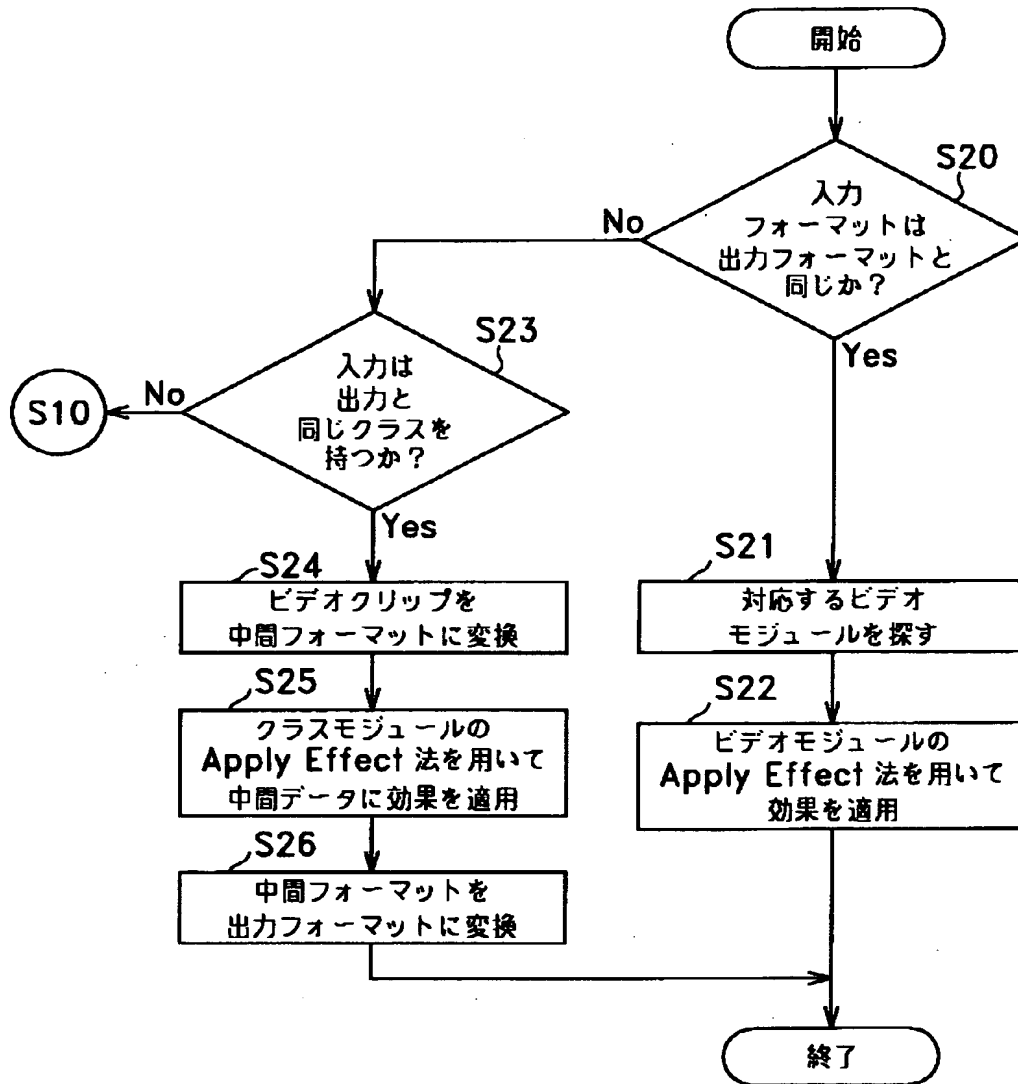 開始
S20
入力
フォーマットは
出力フォーマットと
同じか？
No
Yes
S23
入力は
出力と
同じクラスを
持つか？
No
S10
Yes
S24
ビデオクリップを
中間フォーマットに変換
S25
クラスモジュールの
Apply Effect 法を用いて
中間データに効果を適用
S26
中間フォーマットを
出力フォーマットに変換
S21
対応するビデオ
モジュールを探す
S22
ビデオモジュールの
Apply Effect 法を用いて
効果を適用
終了